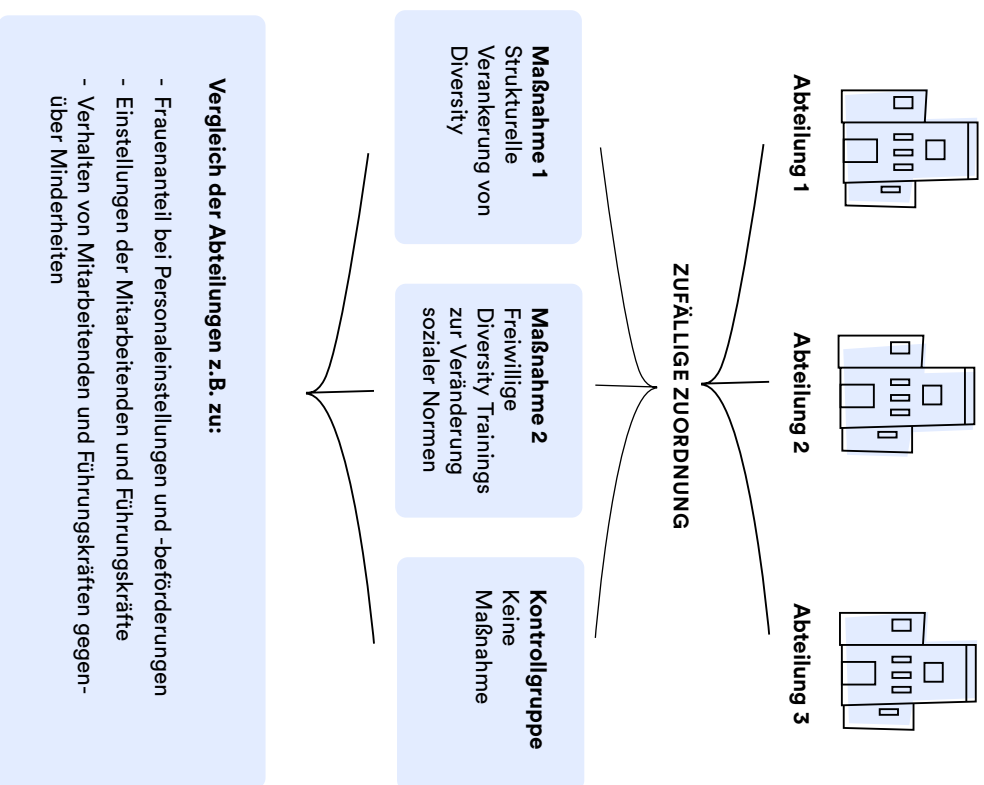 Abteilung 1
Abteilung 2
Abteilung 3
ZUFÄLLIGE ZUORDNUNG
Maßnahme 1
Strukturelle
Verankerung von
Diversity
Maßnahme 2
Freiwillige
Diversity Trainings
zur Veränderung
sozialer Normen
Kontrollgruppe
Keine
Maßnahme
Vergleich der Abteilungen z.B. zu:
- Frauenanteil bei Personaleinstellungen und -beförderungen
- Einstellungen der Mitarbeitenden und Führungskräfte
- Verhalten von Mitarbeitenden und Führungskräften gegen-
über Minderheiten